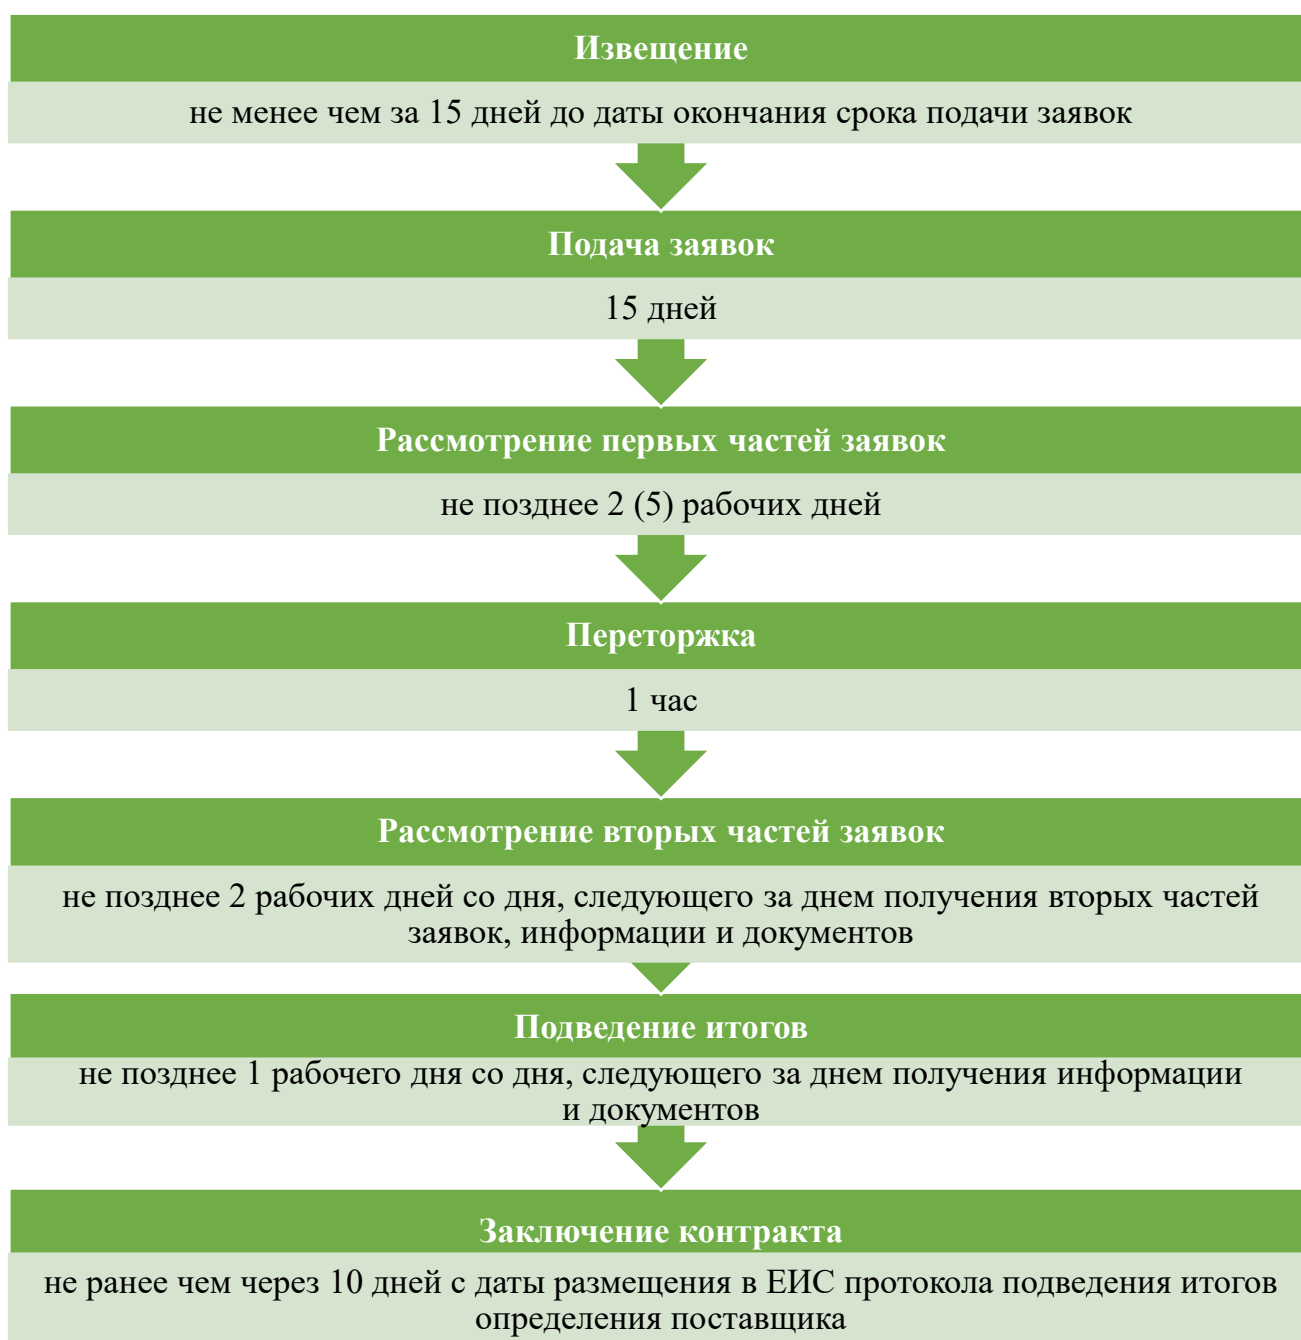 Извещение
не менее чем за 15 дней до даты окончания срока подачи заявок
Подача заявок
15 дней
Рассмотрение первых частей заявок
не позднее 2 (5) рабочих дней
Переторжка
1 час
Рассмотрение вторых частей заявок
не позднее 2 рабочих дней со дня, следующего за днем получения вторых частей
заявок, информации и документов
Подведение итогов
не позднее 1 рабочего дня со дня, следующего за днем получения информации
и документов
Заключение контракта
не ранее чем через 10 дней с даты размещения в ЕИС протокола подведения итогов
определения поставщика